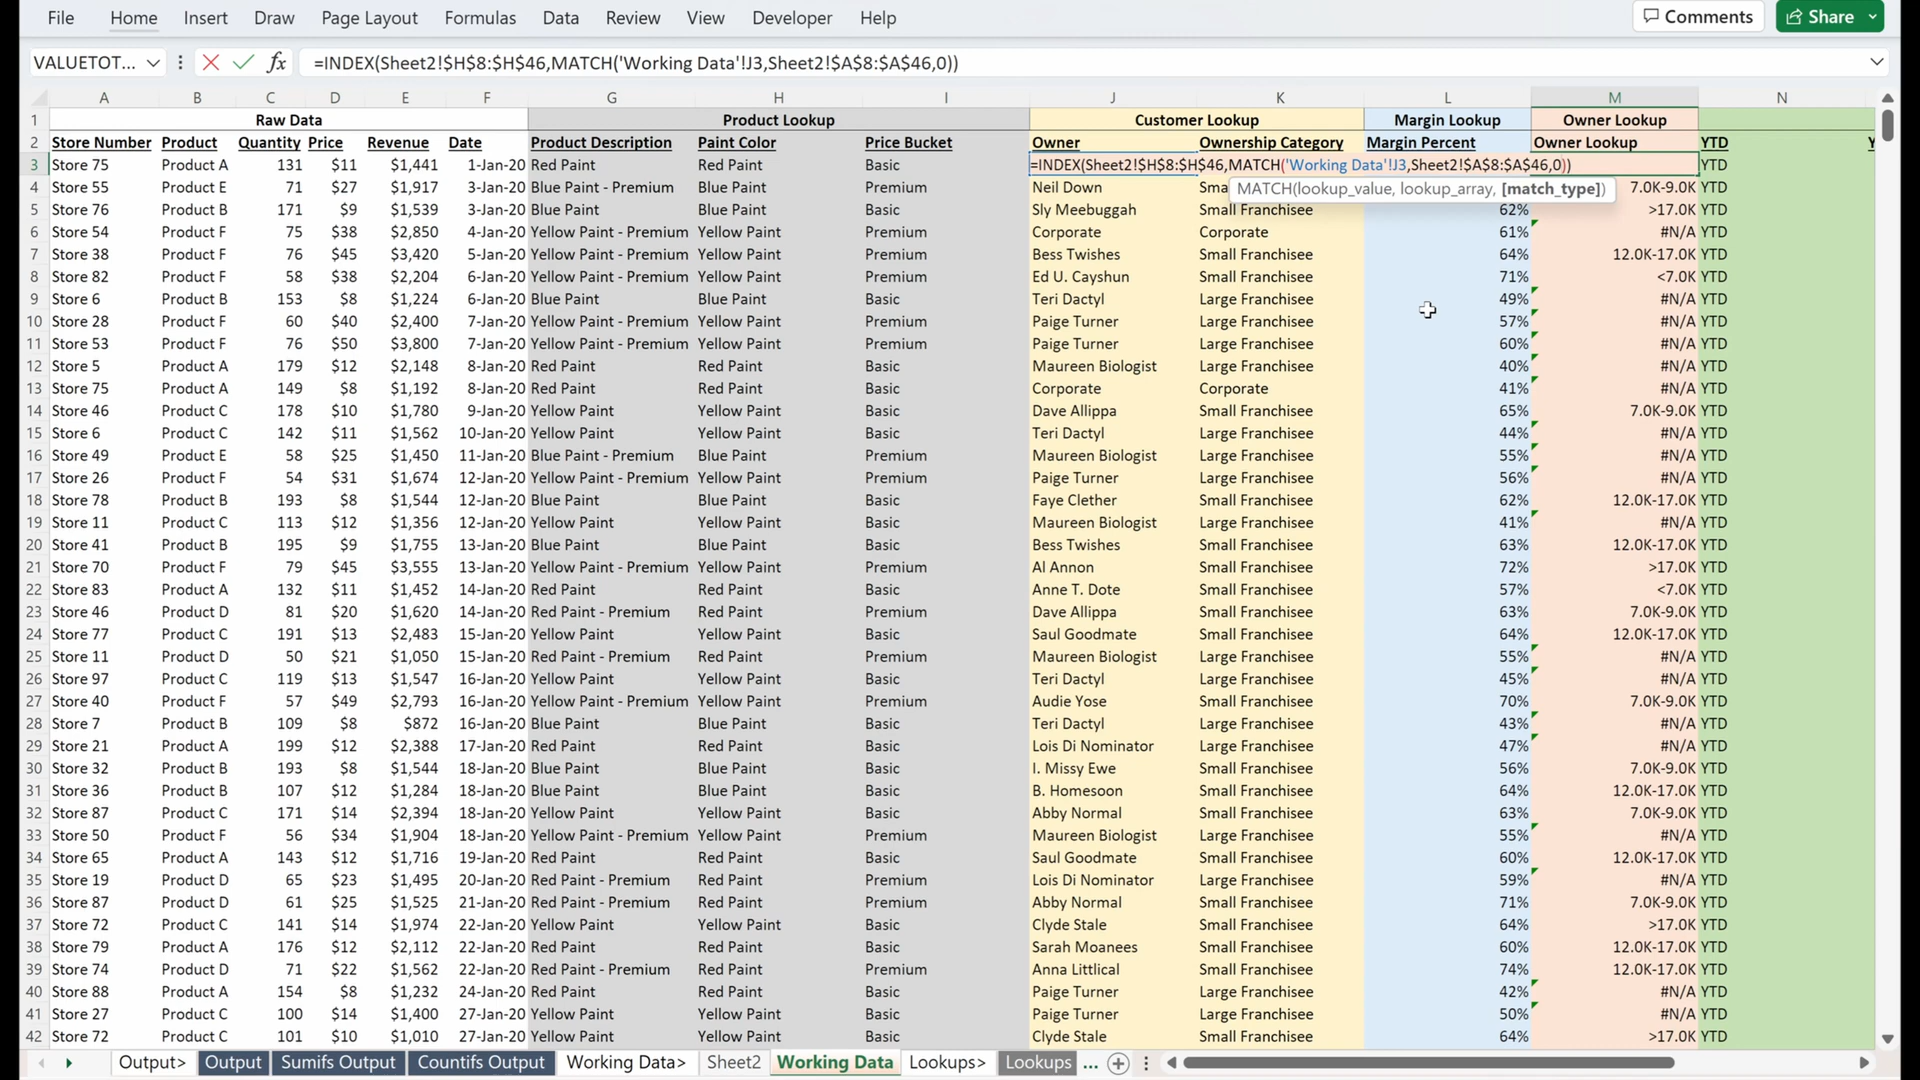 File Home Insert Draw Page Layout Formulas Data Review View Developer Help Comments Share
VALUETOT... fx =INDEX(Sheet2!$H$8:$H$46,MATCH('Working Data'!J3,Sheet2!$A$8:$A$46,0))
A B C D E F G H I J K L M N
1 Raw Data Product Lookup Customer Lookup Margin Lookup Owner Lookup
2 Store Number Product Quantity Price Revenue Date Product Description Paint Color Price Bucket Owner Ownership Category Margin Percent Owner Lookup YTD Y
3 Store 75 Product A 131 $11 $1,441 1-Jan-20 Red Paint Red Paint Basic =INDEX(Sheet2!$H$8:$H$46,MATCH('Working Data'!J3,Sheet2!$A$8:$A$46,0)) YTD
4 Store 55 Product E 71 $27 $1,917 3-Jan-20 Blue Paint - Premium Blue Paint Premium Neil Down Sma MATCH(lookup_value, lookup_array, [match_type]) 7.0K-9.0K YTD
5 Store 76 Product B 171 $9 $1,539 3-Jan-20 Blue Paint Blue Paint Basic Sly Meebuggah Small Franchisee 62% >17.0K YTD
6 Store 54 Product F 75 $38 $2,850 4-Jan-20 Yellow Paint - Premium Yellow Paint Premium Corporate Corporate 61% #N/A YTD
7 Store 38 Product F 76 $45 $3,420 5-Jan-20 Yellow Paint - Premium Yellow Paint Premium Bess Twishes Small Franchisee 64% 12.0K-17.0K YTD
8 Store 82 Product F 58 $38 $2,204 6-Jan-20 Yellow Paint - Premium Yellow Paint Premium Ed U. Cayshun Small Franchisee 71% <7.0K YTD
9 Store 6 Product B 153 $8 $1,224 6-Jan-20 Blue Paint Blue Paint Basic Teri Dactyl Large Franchisee 49% #N/A YTD
10 Store 28 Product F 60 $40 $2,400 7-Jan-20 Yellow Paint - Premium Yellow Paint Premium Paige Turner Large Franchisee 57% #N/A YTD
11 Store 53 Product F 76 $50 $3,800 7-Jan-20 Yellow Paint - Premium Yellow Paint Premium Paige Turner Large Franchisee 60% #N/A YTD
12 Store 5 Product A 179 $12 $2,148 8-Jan-20 Red Paint Red Paint Basic Maureen Biologist Large Franchisee 40% #N/A YTD
13 Store 75 Product A 149 $8 $1,192 8-Jan-20 Red Paint Red Paint Basic Corporate Corporate 41% #N/A YTD
14 Store 46 Product C 178 $10 $1,780 9-Jan-20 Yellow Paint Yellow Paint Basic Dave Allippa Small Franchisee 65% 7.0K-9.0K YTD
15 Store 6 Product C 142 $11 $1,562 10-Jan-20 Yellow Paint Yellow Paint Basic Teri Dactyl Large Franchisee 44% #N/A YTD
16 Store 49 Product E 58 $25 $1,450 11-Jan-20 Blue Paint - Premium Blue Paint Premium Maureen Biologist Large Franchisee 55% #N/A YTD
17 Store 26 Product F 54 $31 $1,674 12-Jan-20 Yellow Paint - Premium Yellow Paint Premium Paige Turner Large Franchisee 56% #N/A YTD
18 Store 78 Product B 193 $8 $1,544 12-Jan-20 Blue Paint Blue Paint Basic Faye Clether Small Franchisee 62% 12.0K-17.0K YTD
19 Store 11 Product C 113 $12 $1,356 12-Jan-20 Yellow Paint Yellow Paint Basic Maureen Biologist Large Franchisee 41% #N/A YTD
20 Store 41 Product B 195 $9 $1,755 13-Jan-20 Blue Paint Blue Paint Basic Bess Twishes Small Franchisee 63% 12.0K-17.0K YTD
21 Store 70 Product F 79 $45 $3,555 13-Jan-20 Yellow Paint - Premium Yellow Paint Premium Al Annon Small Franchisee 72% >17.0K YTD
22 Store 83 Product A 132 $11 $1,452 14-Jan-20 Red Paint Red Paint Basic Anne T. Dote Small Franchisee 57% <7.0K YTD
23 Store 46 Product D 81 $20 $1,620 14-Jan-20 Red Paint - Premium Red Paint Premium Dave Allippa Small Franchisee 63% 7.0K-9.0K YTD
24 Store 77 Product C 191 $13 $2,483 15-Jan-20 Yellow Paint Yellow Paint Basic Saul Goodmate Small Franchisee 64% 12.0K-17.0K YTD
25 Store 11 Product D 50 $21 $1,050 15-Jan-20 Red Paint - Premium Red Paint Premium Maureen Biologist Large Franchisee 55% #N/A YTD
26 Store 97 Product C 119 $13 $1,547 16-Jan-20 Yellow Paint Yellow Paint Basic Teri Dactyl Large Franchisee 45% #N/A YTD
27 Store 40 Product F 57 $49 $2,793 16-Jan-20 Yellow Paint - Premium Yellow Paint Premium Audie Yose Small Franchisee 70% 7.0K-9.0K YTD
28 Store 7 Product B 109 $8 $872 16-Jan-20 Blue Paint Blue Paint Basic Teri Dactyl Large Franchisee 43% #N/A YTD
29 Store 21 Product A 199 $12 $2,388 17-Jan-20 Red Paint Red Paint Basic Lois Di Nominator Large Franchisee 47% #N/A YTD
30 Store 32 Product B 193 $8 $1,544 18-Jan-20 Blue Paint Blue Paint Basic I. Missy Ewe Small Franchisee 56% 7.0K-9.0K YTD
31 Store 36 Product B 107 $12 $1,284 18-Jan-20 Blue Paint Blue Paint Basic B. Homesoon Small Franchisee 64% 12.0K-17.0K YTD
32 Store 87 Product C 171 $14 $2,394 18-Jan-20 Yellow Paint Yellow Paint Basic Abby Normal Small Franchisee 63% 7.0K-9.0K YTD
33 Store 50 Product F 56 $34 $1,904 18-Jan-20 Yellow Paint - Premium Yellow Paint Premium Maureen Biologist Large Franchisee 55% #N/A YTD
34 Store 65 Product A 143 $12 $1,716 19-Jan-20 Red Paint Red Paint Basic Saul Goodmate Small Franchisee 60% 12.0K-17.0K YTD
35 Store 19 Product D 65 $23 $1,495 20-Jan-20 Red Paint - Premium Red Paint Premium Lois Di Nominator Large Franchisee 59% #N/A YTD
36 Store 87 Product D 61 $25 $1,525 21-Jan-20 Red Paint - Premium Red Paint Premium Abby Normal Small Franchisee 71% 7.0K-9.0K YTD
37 Store 72 Product C 141 $14 $1,974 22-Jan-20 Yellow Paint Yellow Paint Basic Clyde Stale Small Franchisee 64% >17.0K YTD
38 Store 79 Product A 176 $12 $2,112 22-Jan-20 Red Paint Red Paint Basic Sarah Moanees Small Franchisee 60% 12.0K-17.0K YTD
39 Store 74 Product D 71 $22 $1,562 22-Jan-20 Red Paint - Premium Red Paint Premium Anna Littlical Small Franchisee 74% 12.0K-17.0K YTD
40 Store 88 Product A 154 $8 $1,232 24-Jan-20 Red Paint Red Paint Basic Paige Turner Large Franchisee 42% #N/A YTD
41 Store 27 Product C 100 $14 $1,400 27-Jan-20 Yellow Paint Yellow Paint Basic Paige Turner Large Franchisee 50% #N/A YTD
42 Store 72 Product C 101 $10 $1,010 27-Jan-20 Yellow Paint Yellow Paint Basic Clyde Stale Small Franchisee 64% >17.0K YTD
Output> Output Sumifs Output Countifs Output Working Data> Sheet2 Working Data Lookups> Lookups ...